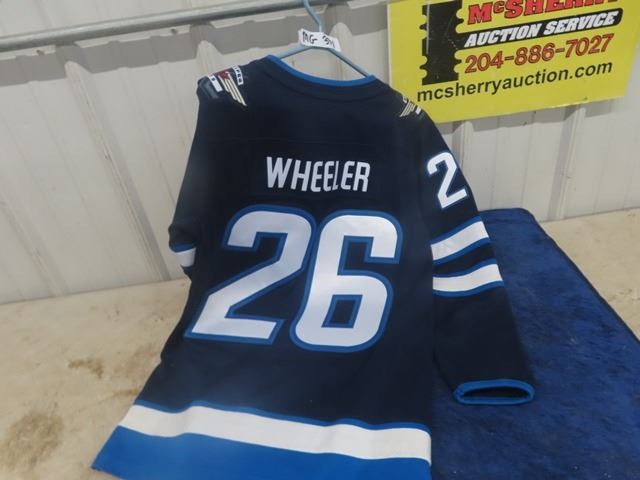 McSHERRY
AUCTION SERVICE
204-886-7027
mcsherryauction.com
WHEELER
2
26